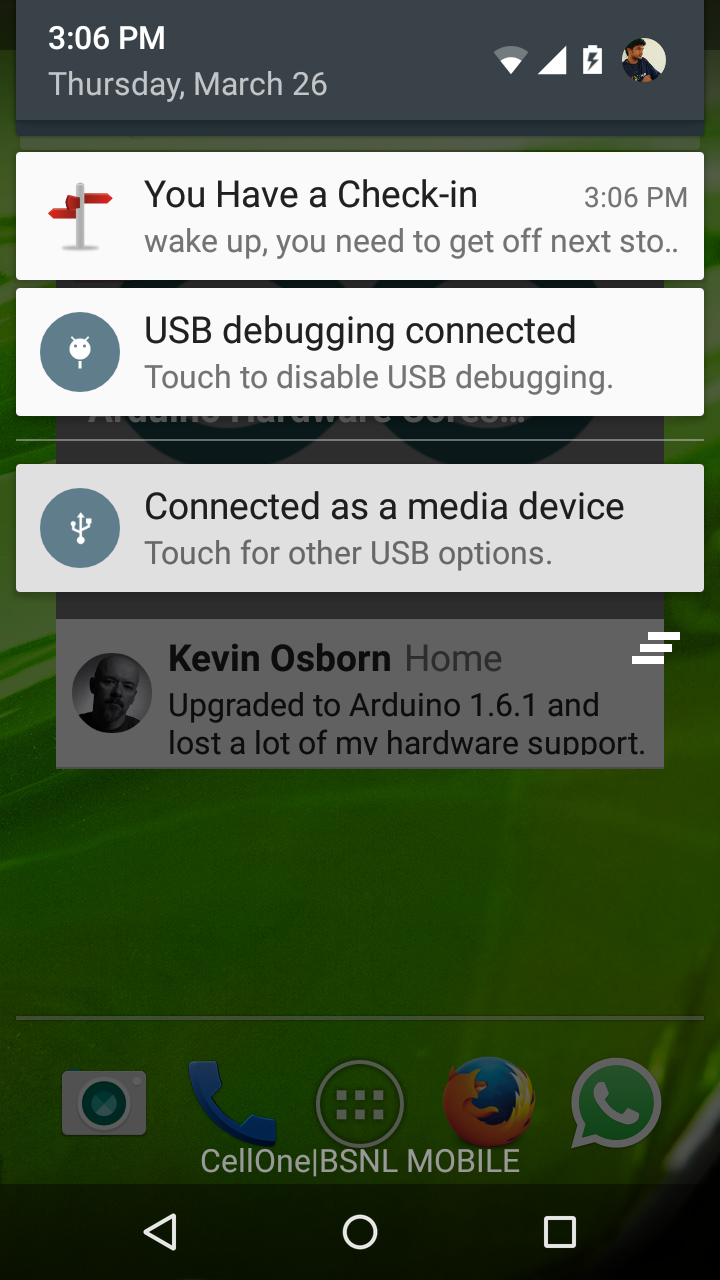 3:06 PM
Thursday, March 26
You Have a Check-in 3:06 PM
wake up, you need to get off next sto..
USB debugging connected
Touch to disable USB debugging.
Arduino Hardware Cores…
Connected as a media device
Touch for other USB options.
Kevin Osborn Home
Upgraded to Arduino 1.6.1 and
lost a lot of my hardware support.
CellOne|BSNL MOBILE